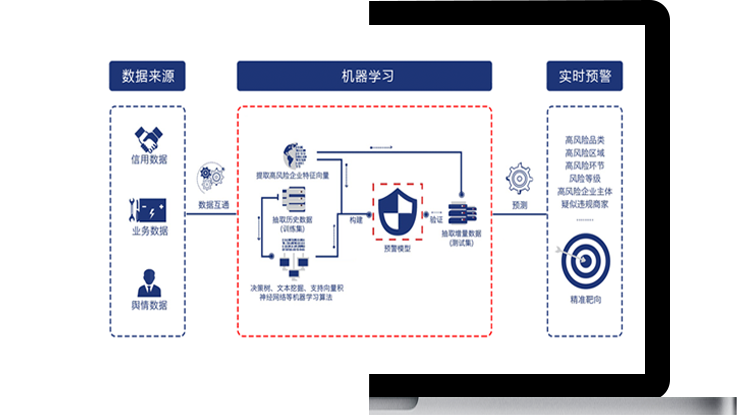 数据来源
机器学习
实时预警
信用数据
业务数据
舆情数据
数据互通
提取高风险企业特征向量
抽取历史数据
(训练集)
决策树、文本挖掘、支持向量积
神经网络等机器学习算法
构建
预警模型
验证
抽取增量数据
(测试集)
预测
高风险品类
高风险区域
高风险环节
风险等级
高风险企业主体
疑似违规商家
.........
精准靶向